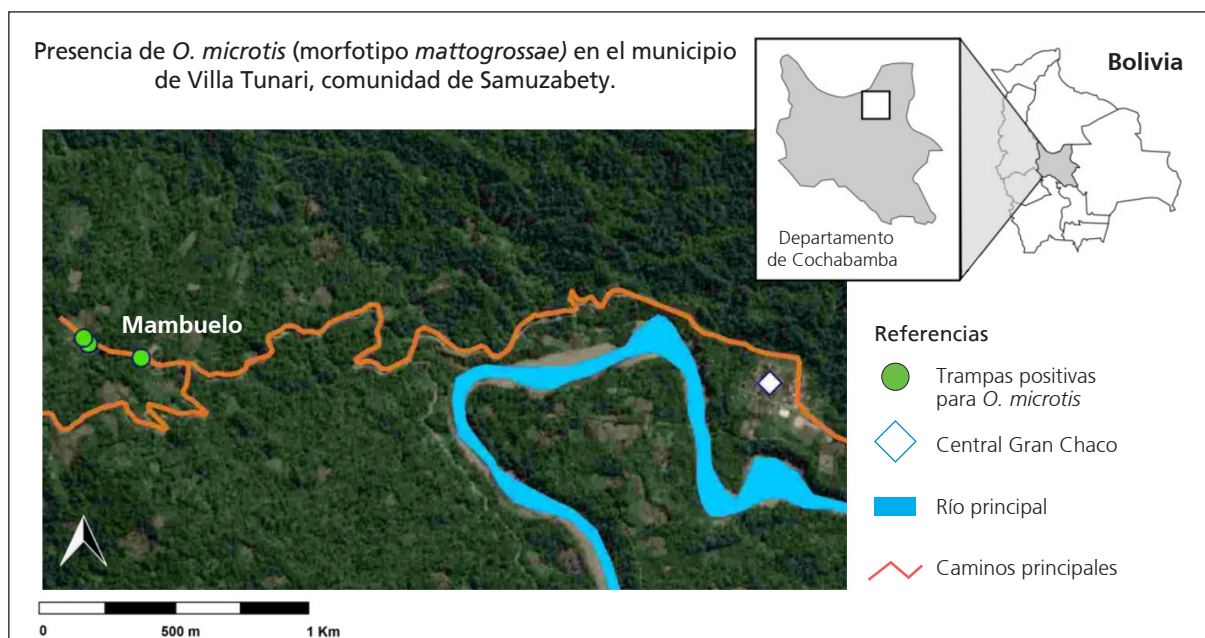 Presencia de O. microtis (morfotipo mattogrossae) en el municipio
de Villa Tunari, comunidad de Samuzabety.
Bolivia
Departamento
de Cochabamba
Mambuelo
Referencias
Trampas positivas
para O. microtis
Central Gran Chaco
Río principal
Caminos principales
0 500 m 1 Km